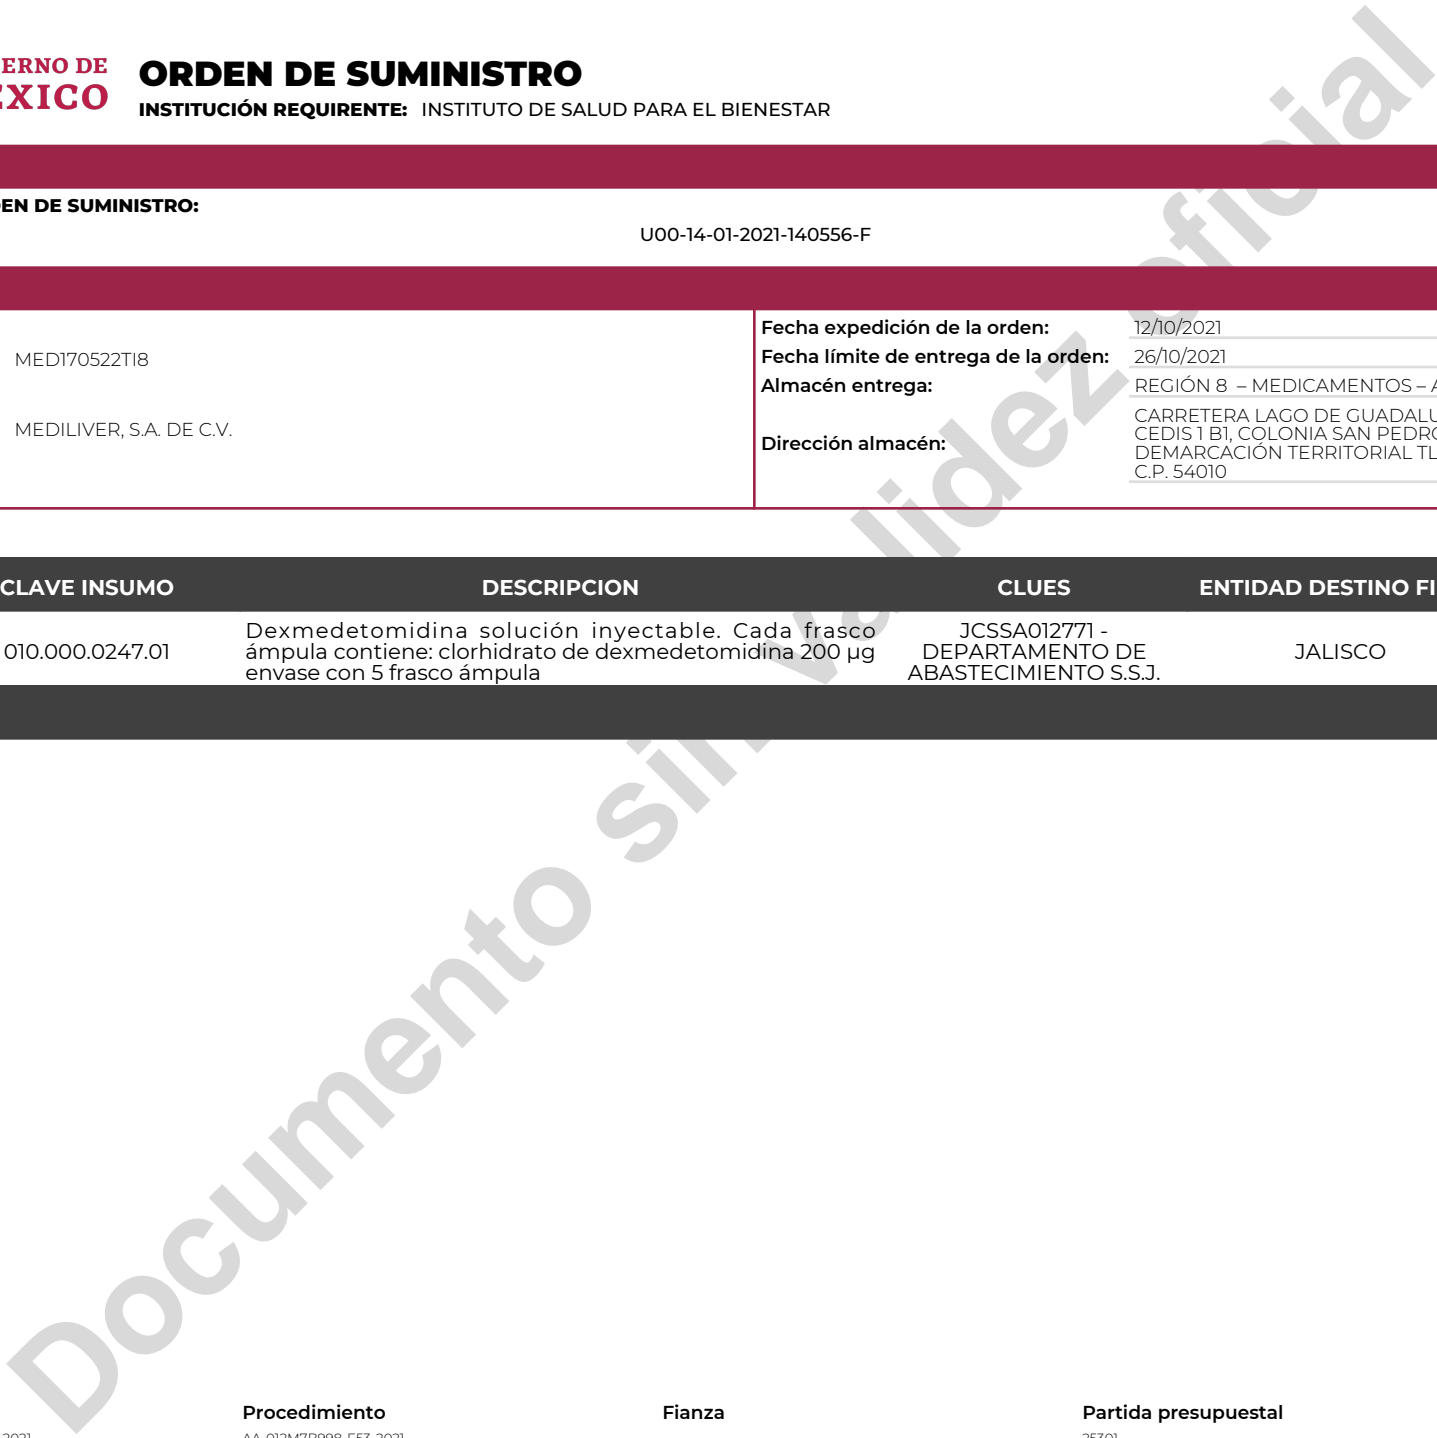 ERNO DE
EXICO
ORDEN DE SUMINISTRO
INSTITUCIÓN REQUIRENTE: INSTITUTO DE SALUD PARA EL BIENESTAR
EN DE SUMINISTRO:
U00-14-01-2021-140556-F
MED170522TI8
MEDILIVER, S.A. DE C.V.
Fecha expedición de la orden: 12/10/2021
Fecha límite de entrega de la orden: 26/10/2021
Almacén entrega: REGIÓN 8 – MEDICAMENTOS – A
Dirección almacén:
CARRETERA LAGO DE GUADALU
CEDIS 1 B1, COLONIA SAN PEDRO
DEMARCACIÓN TERRITORIAL TL
C.P. 54010
CLAVE INSUMO DESCRIPCION CLUES ENTIDAD DESTINO FI
010.000.0247.01
Dexmedetomidina solución inyectable. Cada frasco
ámpula contiene: clorhidrato de dexmedetomidina 200 µg
envase con 5 frasco ámpula
JCSSA012771 -
DEPARTAMENTO DE
ABASTECIMIENTO S.S.J.
JALISCO
Documento sin validez oficial
Procedimiento Fianza Partida presupuestal